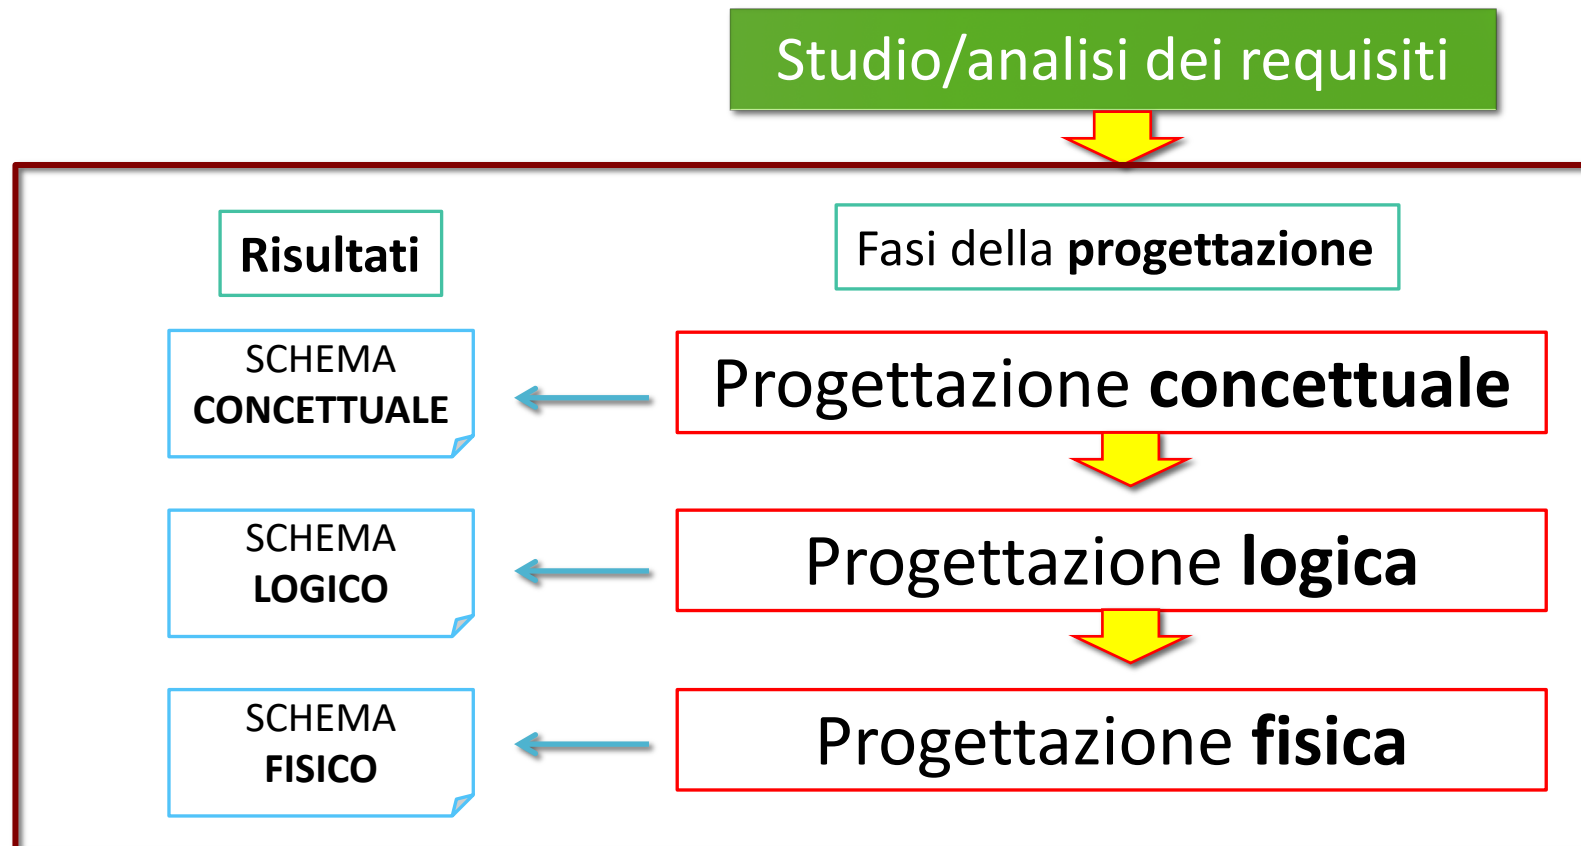 Studio/analisi dei requisiti
Risultati
Fasi della progettazione
SCHEMA
CONCETTUALE
Progettazione concettuale
SCHEMA
LOGICO
Progettazione logica
SCHEMA
FISICO
Progettazione fisica